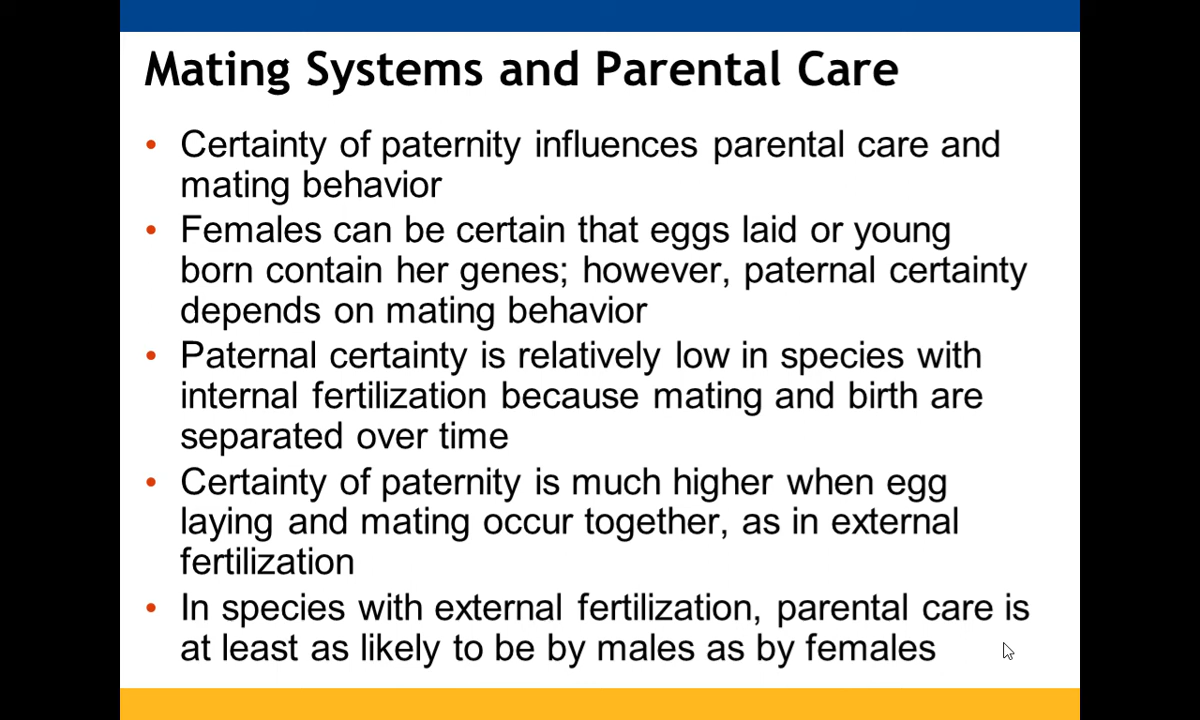 Mating Systems and Parental Care
• Certainty of paternity influences parental care and
mating behavior
• Females can be certain that eggs laid or young
born contain her genes; however, paternal certainty
depends on mating behavior
• Paternal certainty is relatively low in species with
internal fertilization because mating and birth are
separated over time
• Certainty of paternity is much higher when egg
laying and mating occur together, as in external
fertilization
• In species with external fertilization, parental care is
at least as likely to be by males as by females